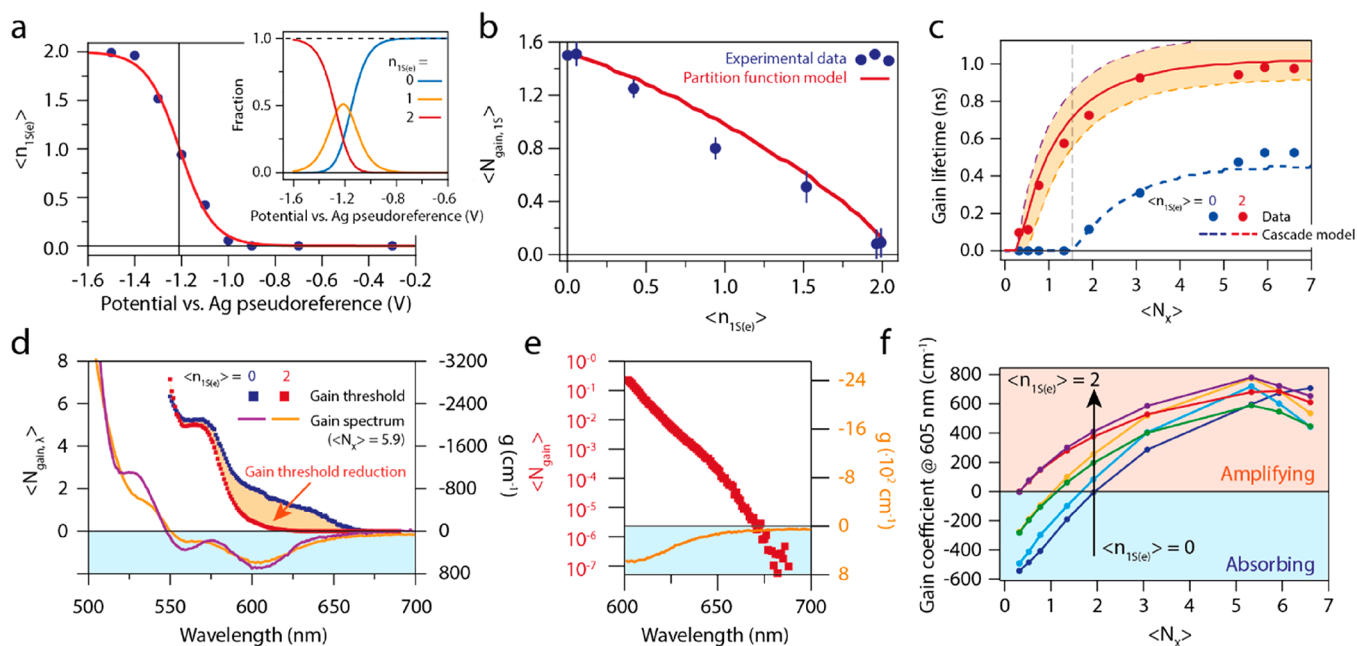 a
<n1S(e)>
2.0
1.5
1.0
0.5
0.0
-1.6 -1.4 -1.2 -1.0 -0.8 -0.6 -0.4 -0.2
Potential vs. Ag pseudoreference (V)
Fraction
1.0
0.5
0.0
n1S(e) =
0
1
2
-1.6 -1.2 -0.8 -0.6
Potential vs. Ag pseudoreference (V)
b
<Ngain, 1S>
1.6
1.2
0.8
0.4
0.0
Experimental data
Partition function model
0.0 0.5 1.0 1.5 2.0
<n1S(e)>
c
Gain lifetime (ns)
1.0
0.8
0.6
0.4
0.2
0.0
<n1S(e)> = 0 2
Data
Cascade model
0 1 2 3 4 5 6 7
<Nx>
d
<Ngain, λ>
8
6
4
2
0
<n1S(e)> = 0 2
Gain threshold
Gain spectrum
(<Nx> = 5.9)
Gain threshold reduction
-3200
-2400
-1600
-800
0
800
g (cm-1)
500 550 600 650 700
Wavelength (nm)
e
<Ngain>
10-0
10-1
10-2
10-3
10-4
10-5
10-6
10-7
-24
-16
-8
0
8
g (·10² cm-1)
600 650 700
Wavelength (nm)
f
Gain coefficient @ 605 nm (cm-1)
800
600
400
200
0
-200
-400
-600
<n1S(e)> = 2
Amplifying
<n1S(e)> = 0
Absorbing
0 1 2 3 4 5 6 7
<Nx>